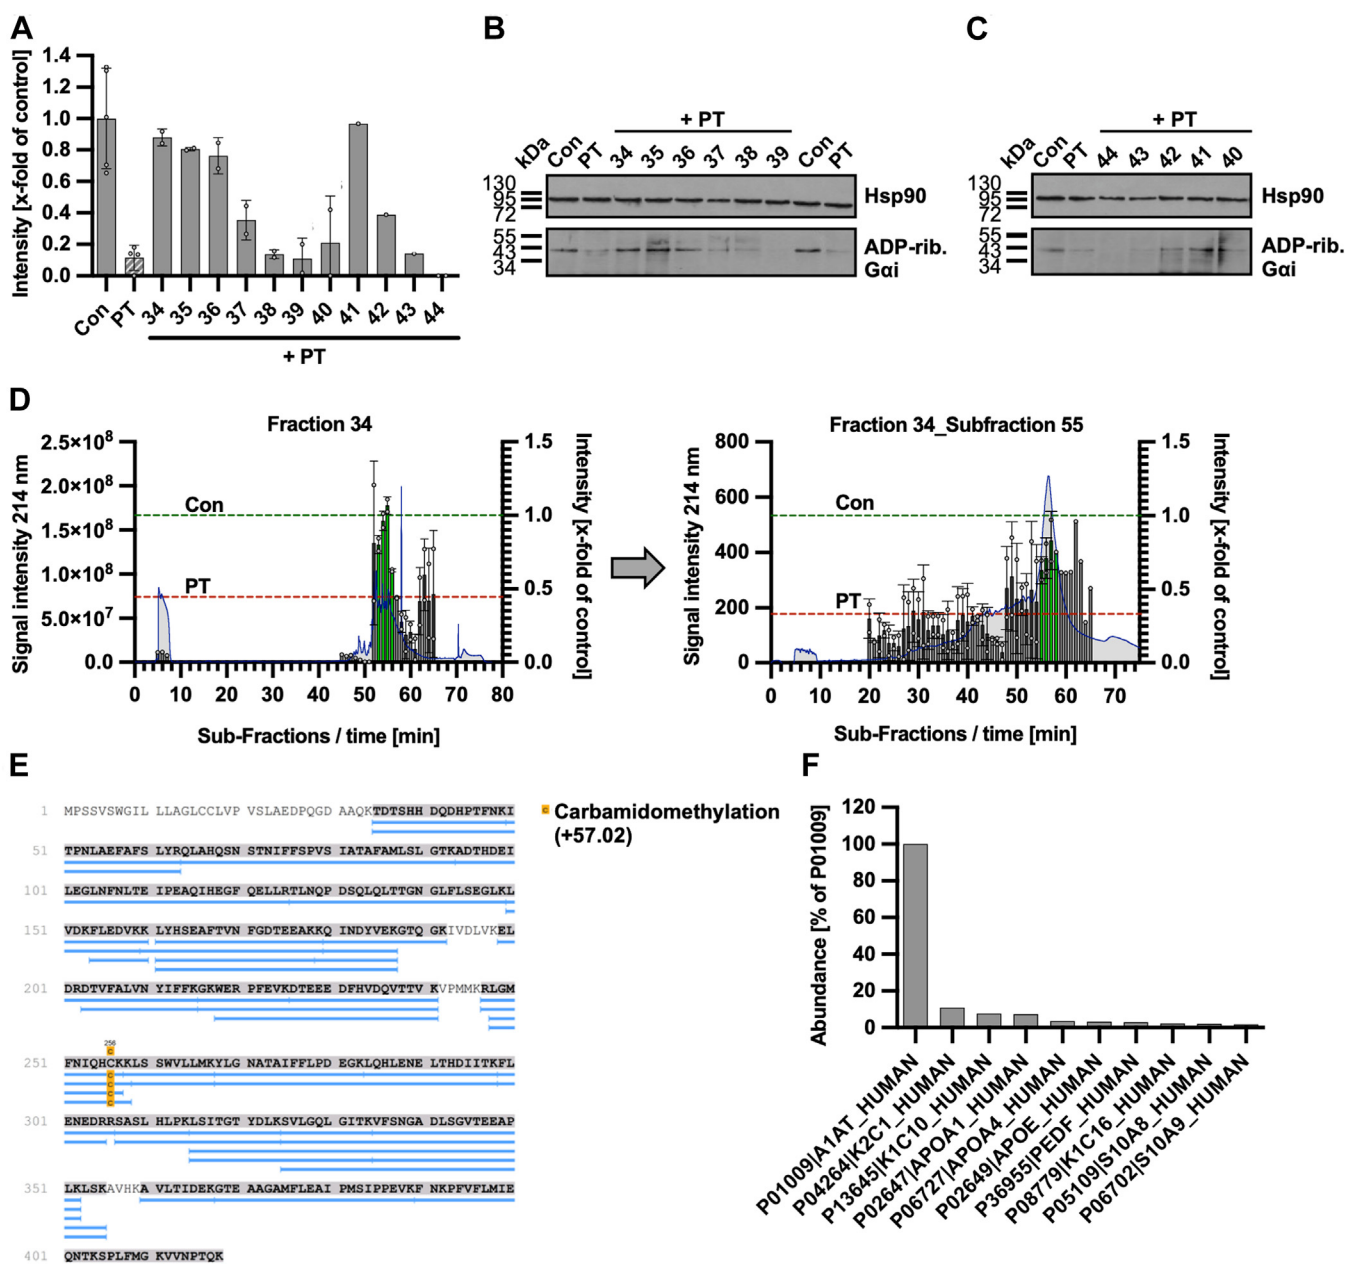 A
Intensity [x-fold of control]
1.4
1.2
1.0
0.8
0.6
0.4
0.2
0.0
Con
PT
34
35
36
37
38
39
40
41
42
43
44
+ PT
B
+ PT
kDa
Con
PT
34
35
36
37
38
39
Con
PT
130
95
72
Hsp90
55
43
34
ADP-rib.
Gαi
C
+ PT
kDa
Con
PT
44
43
42
41
40
130
95
72
Hsp90
55
43
34
ADP-rib.
Gαi
D
Fraction 34
Signal intensity 214 nm
2.5×10⁸
2.0×10⁸
1.5×10⁸
1.0×10⁸
5.0×10⁷
0.0
Con
PT
1.5
1.0
0.5
0.0
Intensity [x-fold of control]
0 10 20 30 40 50 60 70 80
Sub-Fractions / time [min]
Fraction 34_Subfraction 55
Signal intensity 214 nm
800
600
400
200
0
Con
PT
1.5
1.0
0.5
0.0
Intensity [x-fold of control]
0 10 20 30 40 50 60 70
Sub-Fractions / time [min]
E
1 MPSSVSWGIL LLAGLCCLVP VSLAEDPQGD AAQKTDTSHH DQDHPTFNKI
51 TPNLAEFAFS LYRQLAHQSN STNIFFSPVS IATAFAMLSL GTKADTHDEI
101 LEGLNFNLTE IPEAQIHEGF QELLRTLNQP DSQLQLTTGN GLFLSEGLKL
151 VDKFLEDVKK LYHSEAFTVN FGDTEEAKKQ INDYVEKGTQ GKIVDLVKEL
201 DRDTVFALVN YIFFKGKWER PFEVKDTEEE DFHVDQVTTV KVPMMKRLGM
256
c
251 FNIQHCKKLS SWVLLMKYLG NATAIFFLPD EGKLQHLENE LTHDIITKFL
c
c
c
c
301 ENEDRRSASL HLPKLSITGT YDLKSVLGQL GITKVFSNGA DLSGVTEEAP
351 LKLSKAVHKA VLTIDEKGTE AAGAMFLEAI PMSIPPEVKF NKPFVFLMIE
401 QNTKSPLFMG KVVNPTQK
c Carbamidomethylation
(+57.02)
F
Abundance [% of P01009]
120
100
80
60
40
20
0
P01009|A1AT_HUMAN
P04264|K2C1_HUMAN
P13645|K1C10_HUMAN
P02647|APOA1_HUMAN
P06727|APOA4_HUMAN
P02649|APOE_HUMAN
P36955|PEDF_HUMAN
P08779|K1C16_HUMAN
P05109|S10A8_HUMAN
P06702|S10A9_HUMAN